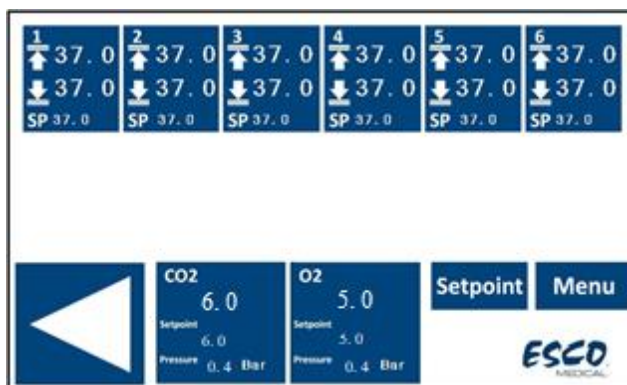 1 2 3 4 5 6
37.0 37.0 37.0 37.0 37.0 37.0
37.0 37.0 37.0 37.0 37.0 37.0
SP 37.0 SP 37.0 SP 37.0 SP 37.0 SP 37.0 SP 37.0
CO2
6.0
Setpoint
6.0
Pressure 0.4 Bar
O2
5.0
Setpoint
5.0
Pressure 0.4 Bar
Setpoint
Menu
ESCO
MEDICAL